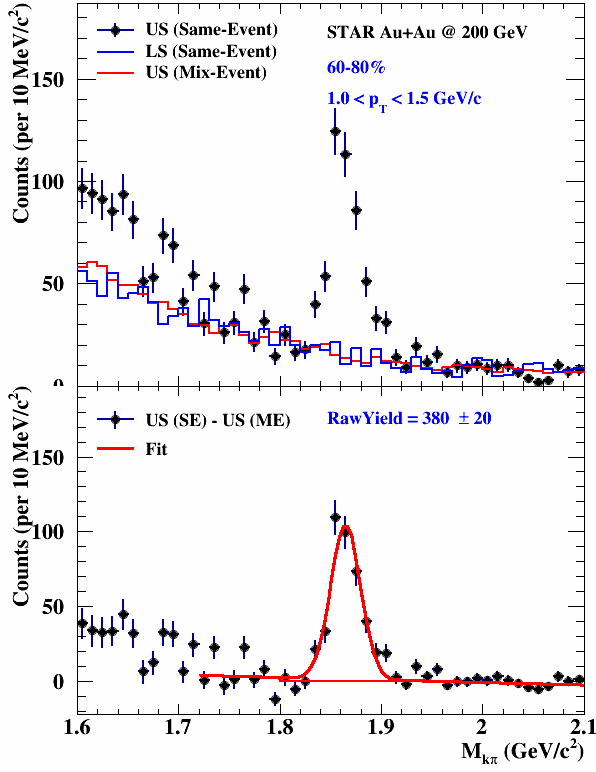 US (Same-Event)
LS (Same-Event)
US (Mix-Event)
STAR Au+Au @ 200 GeV
60-80%
1.0 < p_T < 1.5 GeV/c
Counts (per 10 MeV/c²)
150
100
50
0
US (SE) - US (ME)
Fit
RawYield = 380 ± 20
Counts (per 10 MeV/c²)
150
100
50
0
1.6 1.7 1.8 1.9 2 2.1
M_kπ (GeV/c²)